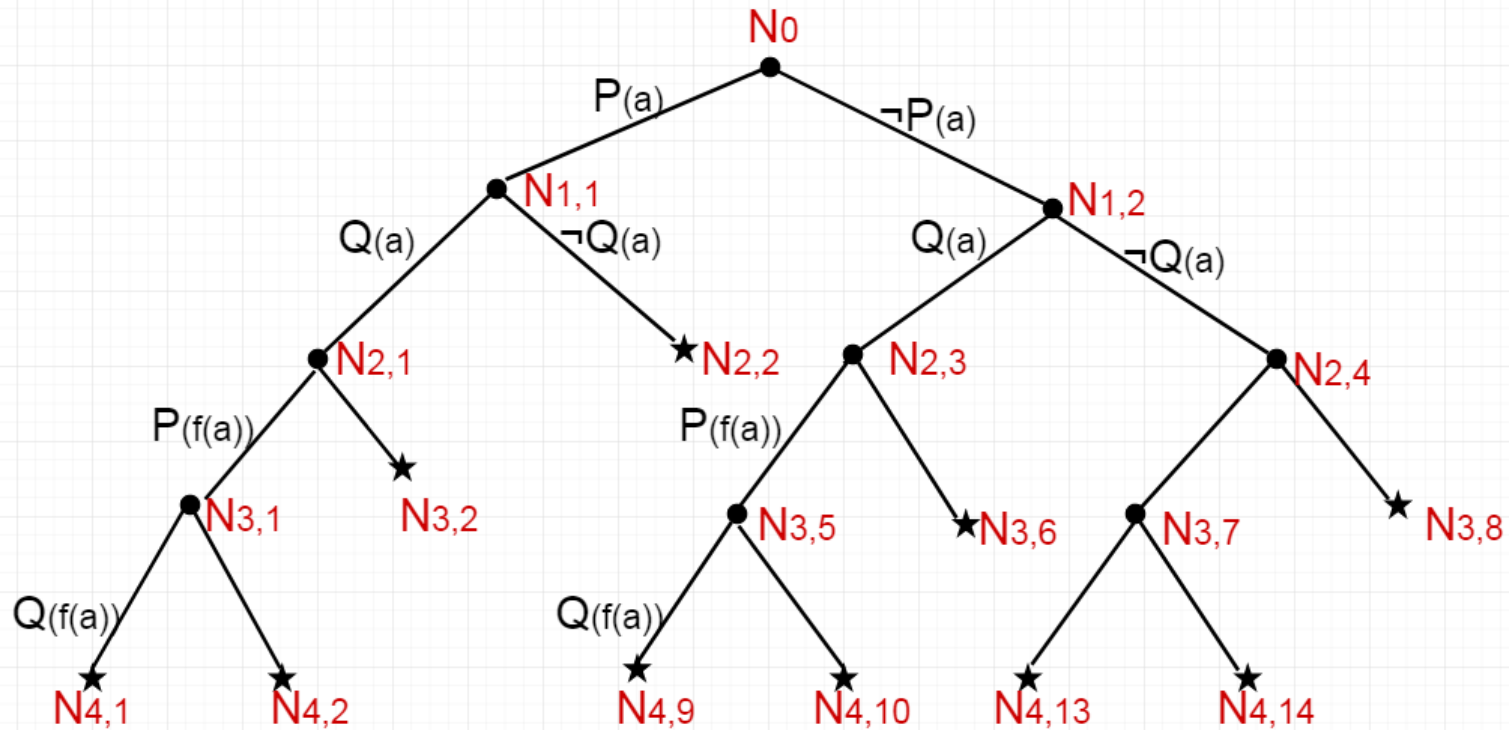 N0
P(a)
¬P(a)
N1,1
N1,2
Q(a)
¬Q(a)
Q(a)
¬Q(a)
N2,1
N2,2
N2,3
N2,4
P(f(a))
P(f(a))
N3,1
N3,2
N3,5
N3,6
N3,7
N3,8
Q(f(a))
Q(f(a))
N4,1
N4,2
N4,9
N4,10
N4,13
N4,14